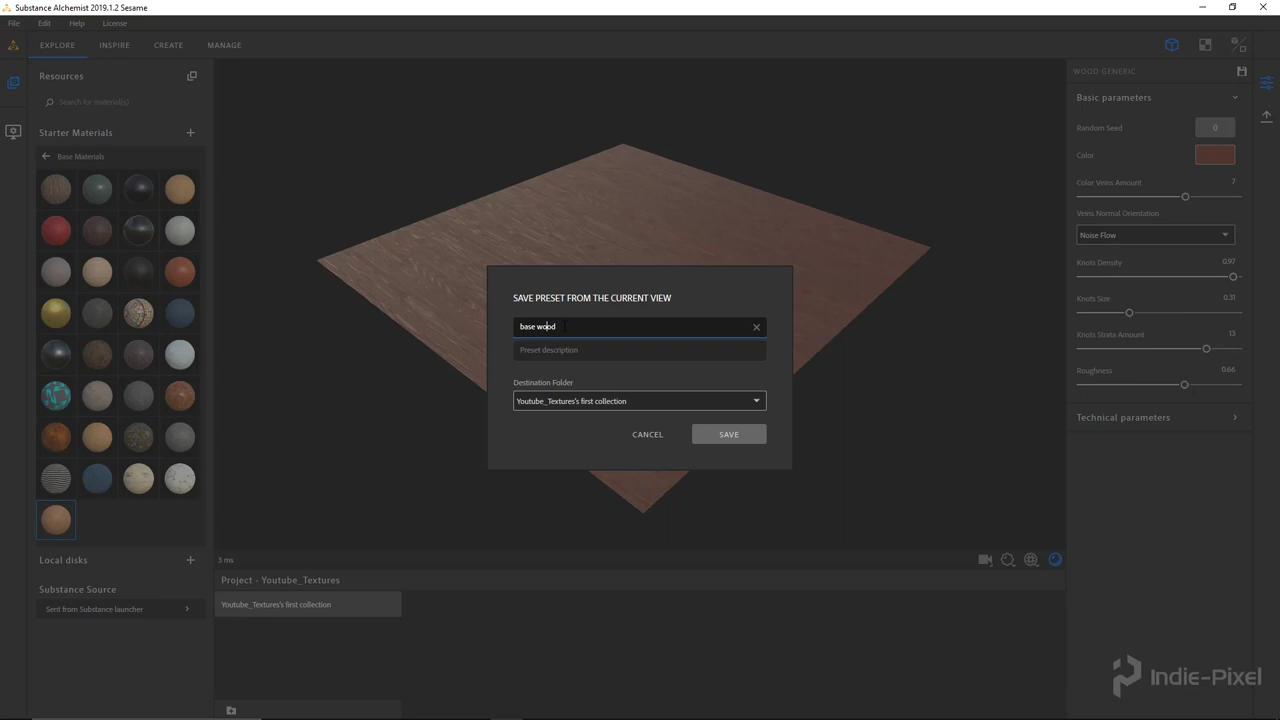 Substance Alchemist 2019.1.2 Sesame
File Edit Help License
EXPLORE INSPIRE CREATE MANAGE
Resources
Search for material(s)
Starter Materials
Base Materials
Local disks
Substance Source
Sent from Substance launcher
SAVE PRESET FROM THE CURRENT VIEW
base wood
Preset description
Destination Folder
Youtube_Textures's first collection
CANCEL SAVE
3 ms
Project - Youtube_Textures
Youtube_Textures's first collection
WOOD GENERIC
Basic parameters
Random Seed 0
Color
Color Veins Amount 7
Veins Normal Orientation
Noise Flow
Knots Density 0.97
Knots Size 0.31
Knots Strata Amount 13
Roughness 0.66
Technical parameters
Indie-Pixel